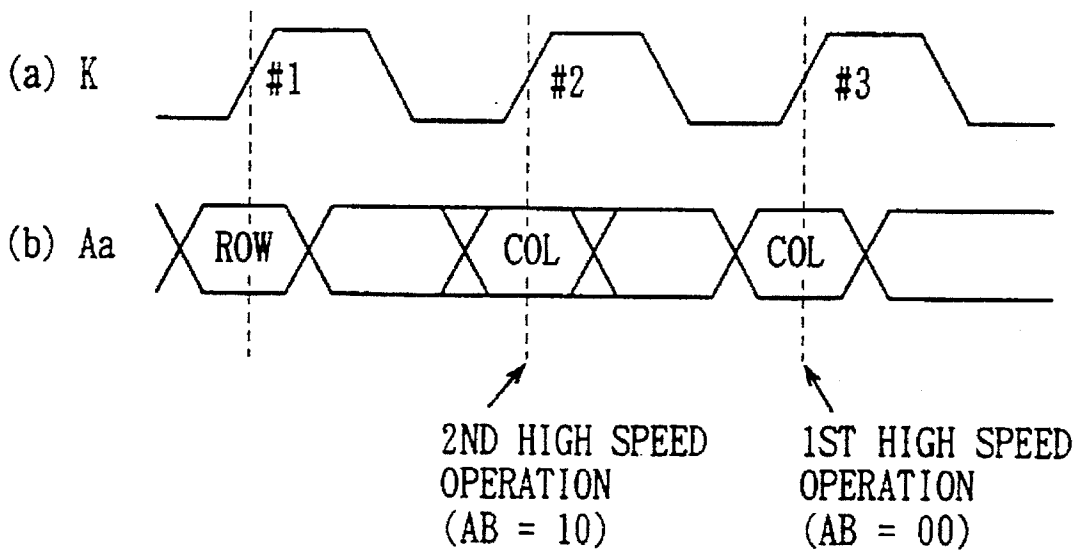 (a) K
#1
#2
#3
(b) Aa
ROW
COL
COL
2ND HIGH SPEED
OPERATION
(AB = 10)
1ST HIGH SPEED
OPERATION
(AB = 00)